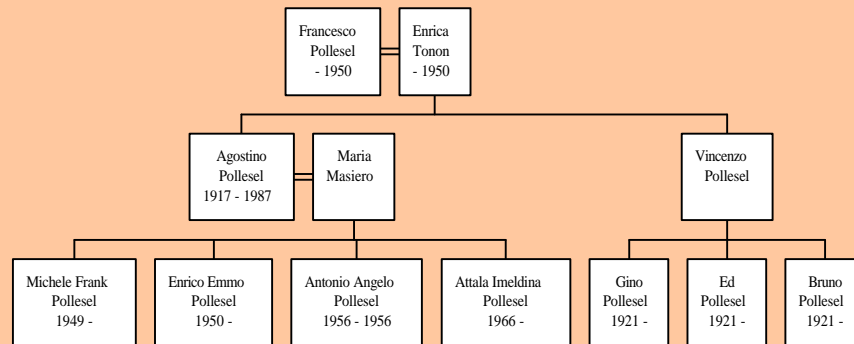 Francesco
Pollesel
- 1950
Enrica
Tonon
- 1950
Agostino
Pollesel
1917 - 1987
Maria
Masiero
Vincenzo
Pollesel
Michele Frank
Pollesel
1949 -
Enrico Emmo
Pollesel
1950 -
Antonio Angelo
Pollesel
1956 - 1956
Attala Imeldina
Pollesel
1966 -
Gino
Pollesel
1921 -
Ed
Pollesel
1921 -
Bruno
Pollesel
1921 -